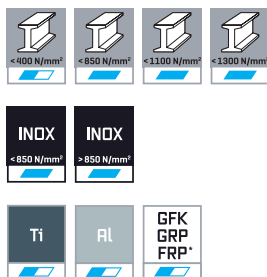 <400 N/mm² <850 N/mm² <1100 N/mm² <1300 N/mm²
INOX INOX
<850 N/mm² >850 N/mm²
Ti Al GFK
GRP
FRP*